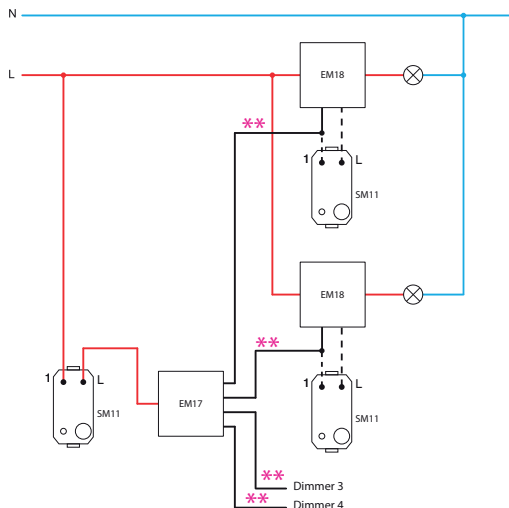 N
L
EM18
**
1
L
SM11
EM18
**
1
L
SM11
1
L
SM11
EM17
**
Dimmer 3
**
Dimmer 4